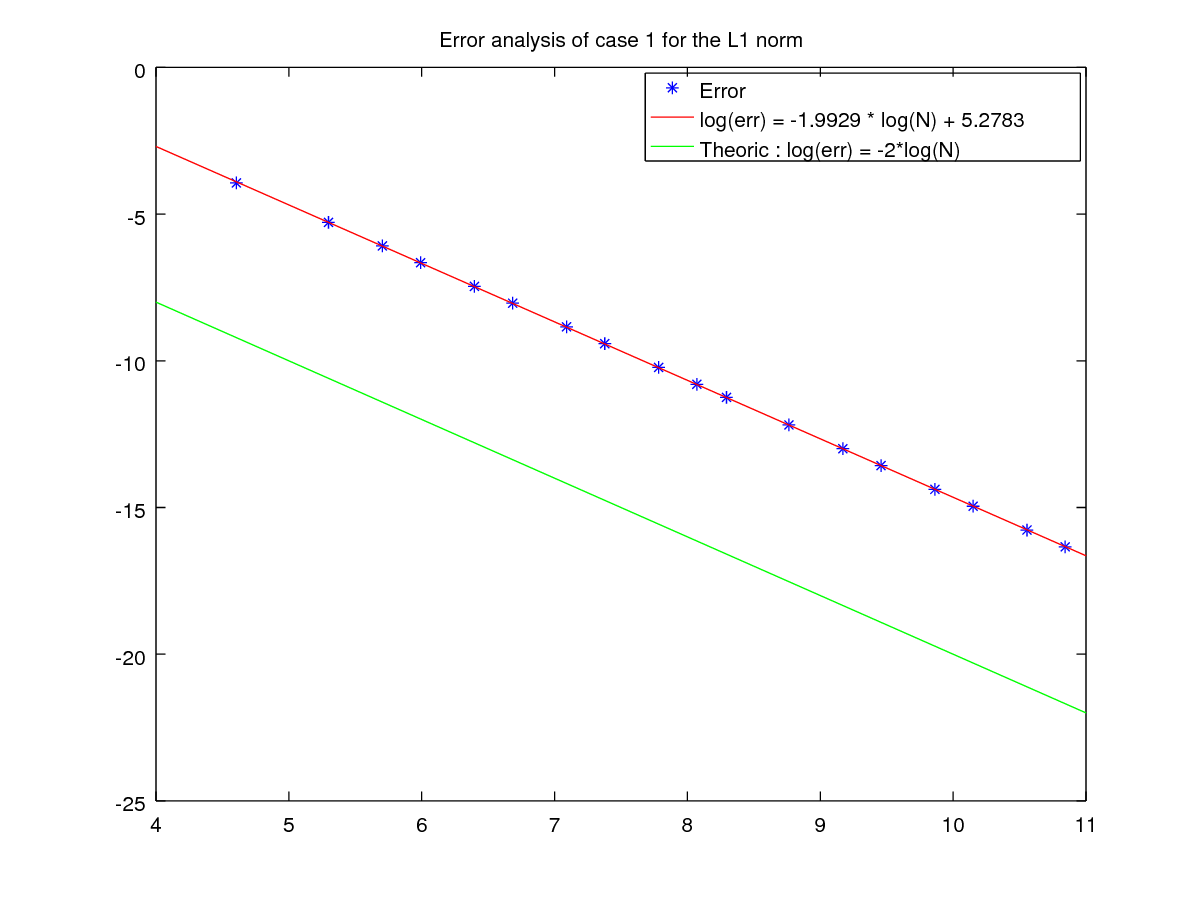 Error analysis of case 1 for the L1 norm
Error
log(err) = -1.9929 * log(N) + 5.2783
Theoric : log(err) = -2*log(N)
0
-5
-10
-15
-20
-25
4 5 6 7 8 9 10 11